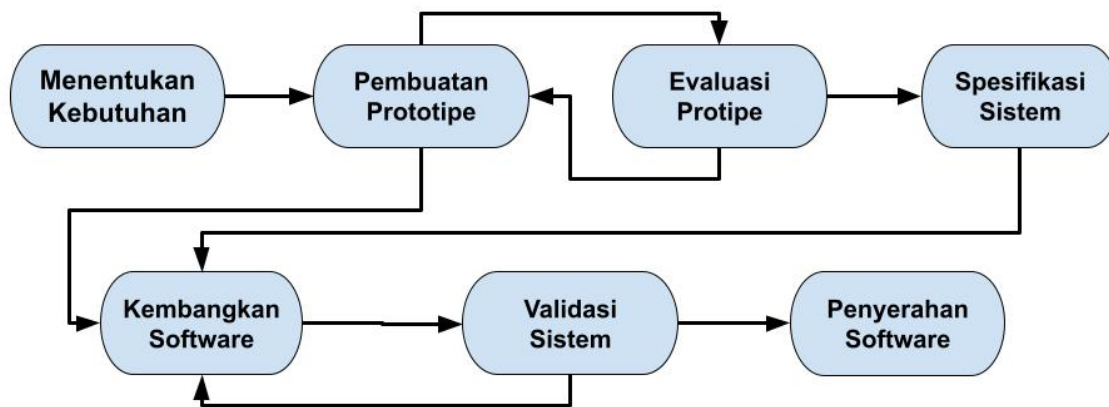 Menentukan
Kebutuhan
Pembuatan
Prototipe
Evaluasi
Protipe
Spesifikasi
Sistem
Kembangkan
Software
Validasi
Sistem
Penyerahan
Software